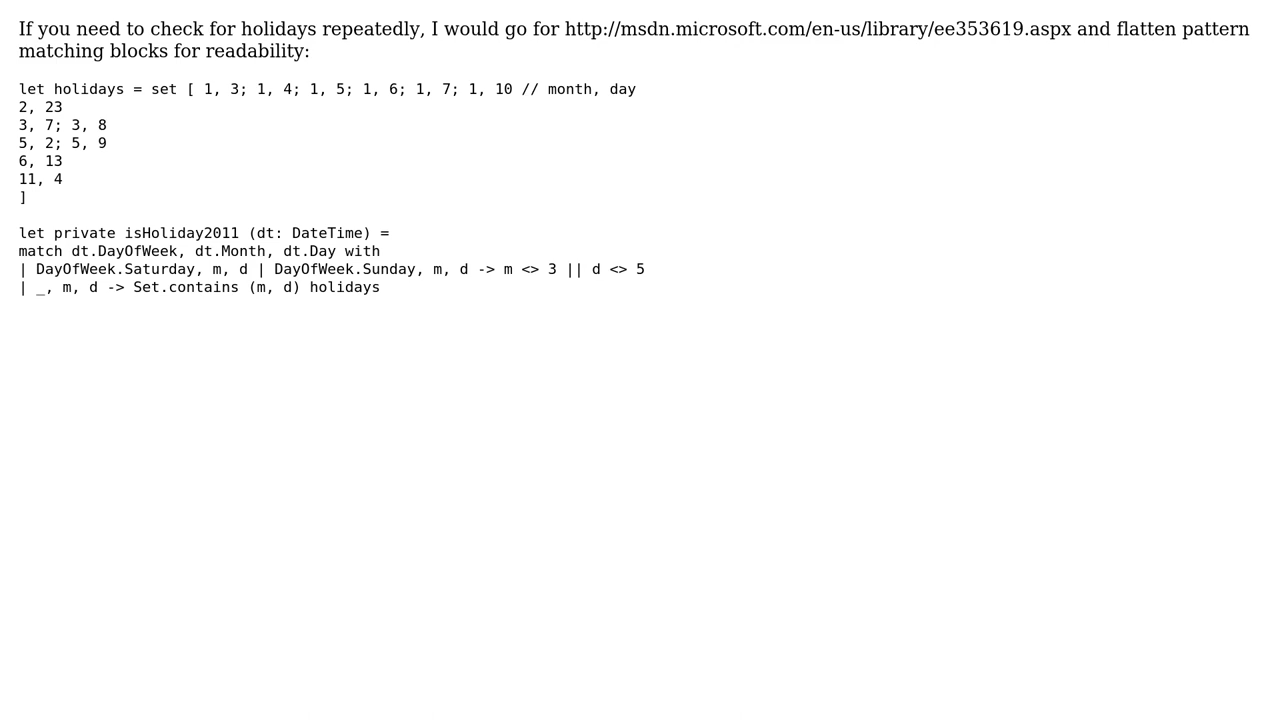 If you need to check for holidays repeatedly, I would go for http://msdn.microsoft.com/en-us/library/ee353619.aspx and flatten pattern
matching blocks for readability:
let holidays = set [ 1, 3; 1, 4; 1, 5; 1, 6; 1, 7; 1, 10 // month, day
2, 23
3, 7; 3, 8
5, 2; 5, 9
6, 13
11, 4
]
let private isHoliday2011 (dt: DateTime) =
match dt.DayOfWeek, dt.Month, dt.Day with
| DayOfWeek.Saturday, m, d | DayOfWeek.Sunday, m, d -> m <> 3 || d <> 5
| _, m, d -> Set.contains (m, d) holidays